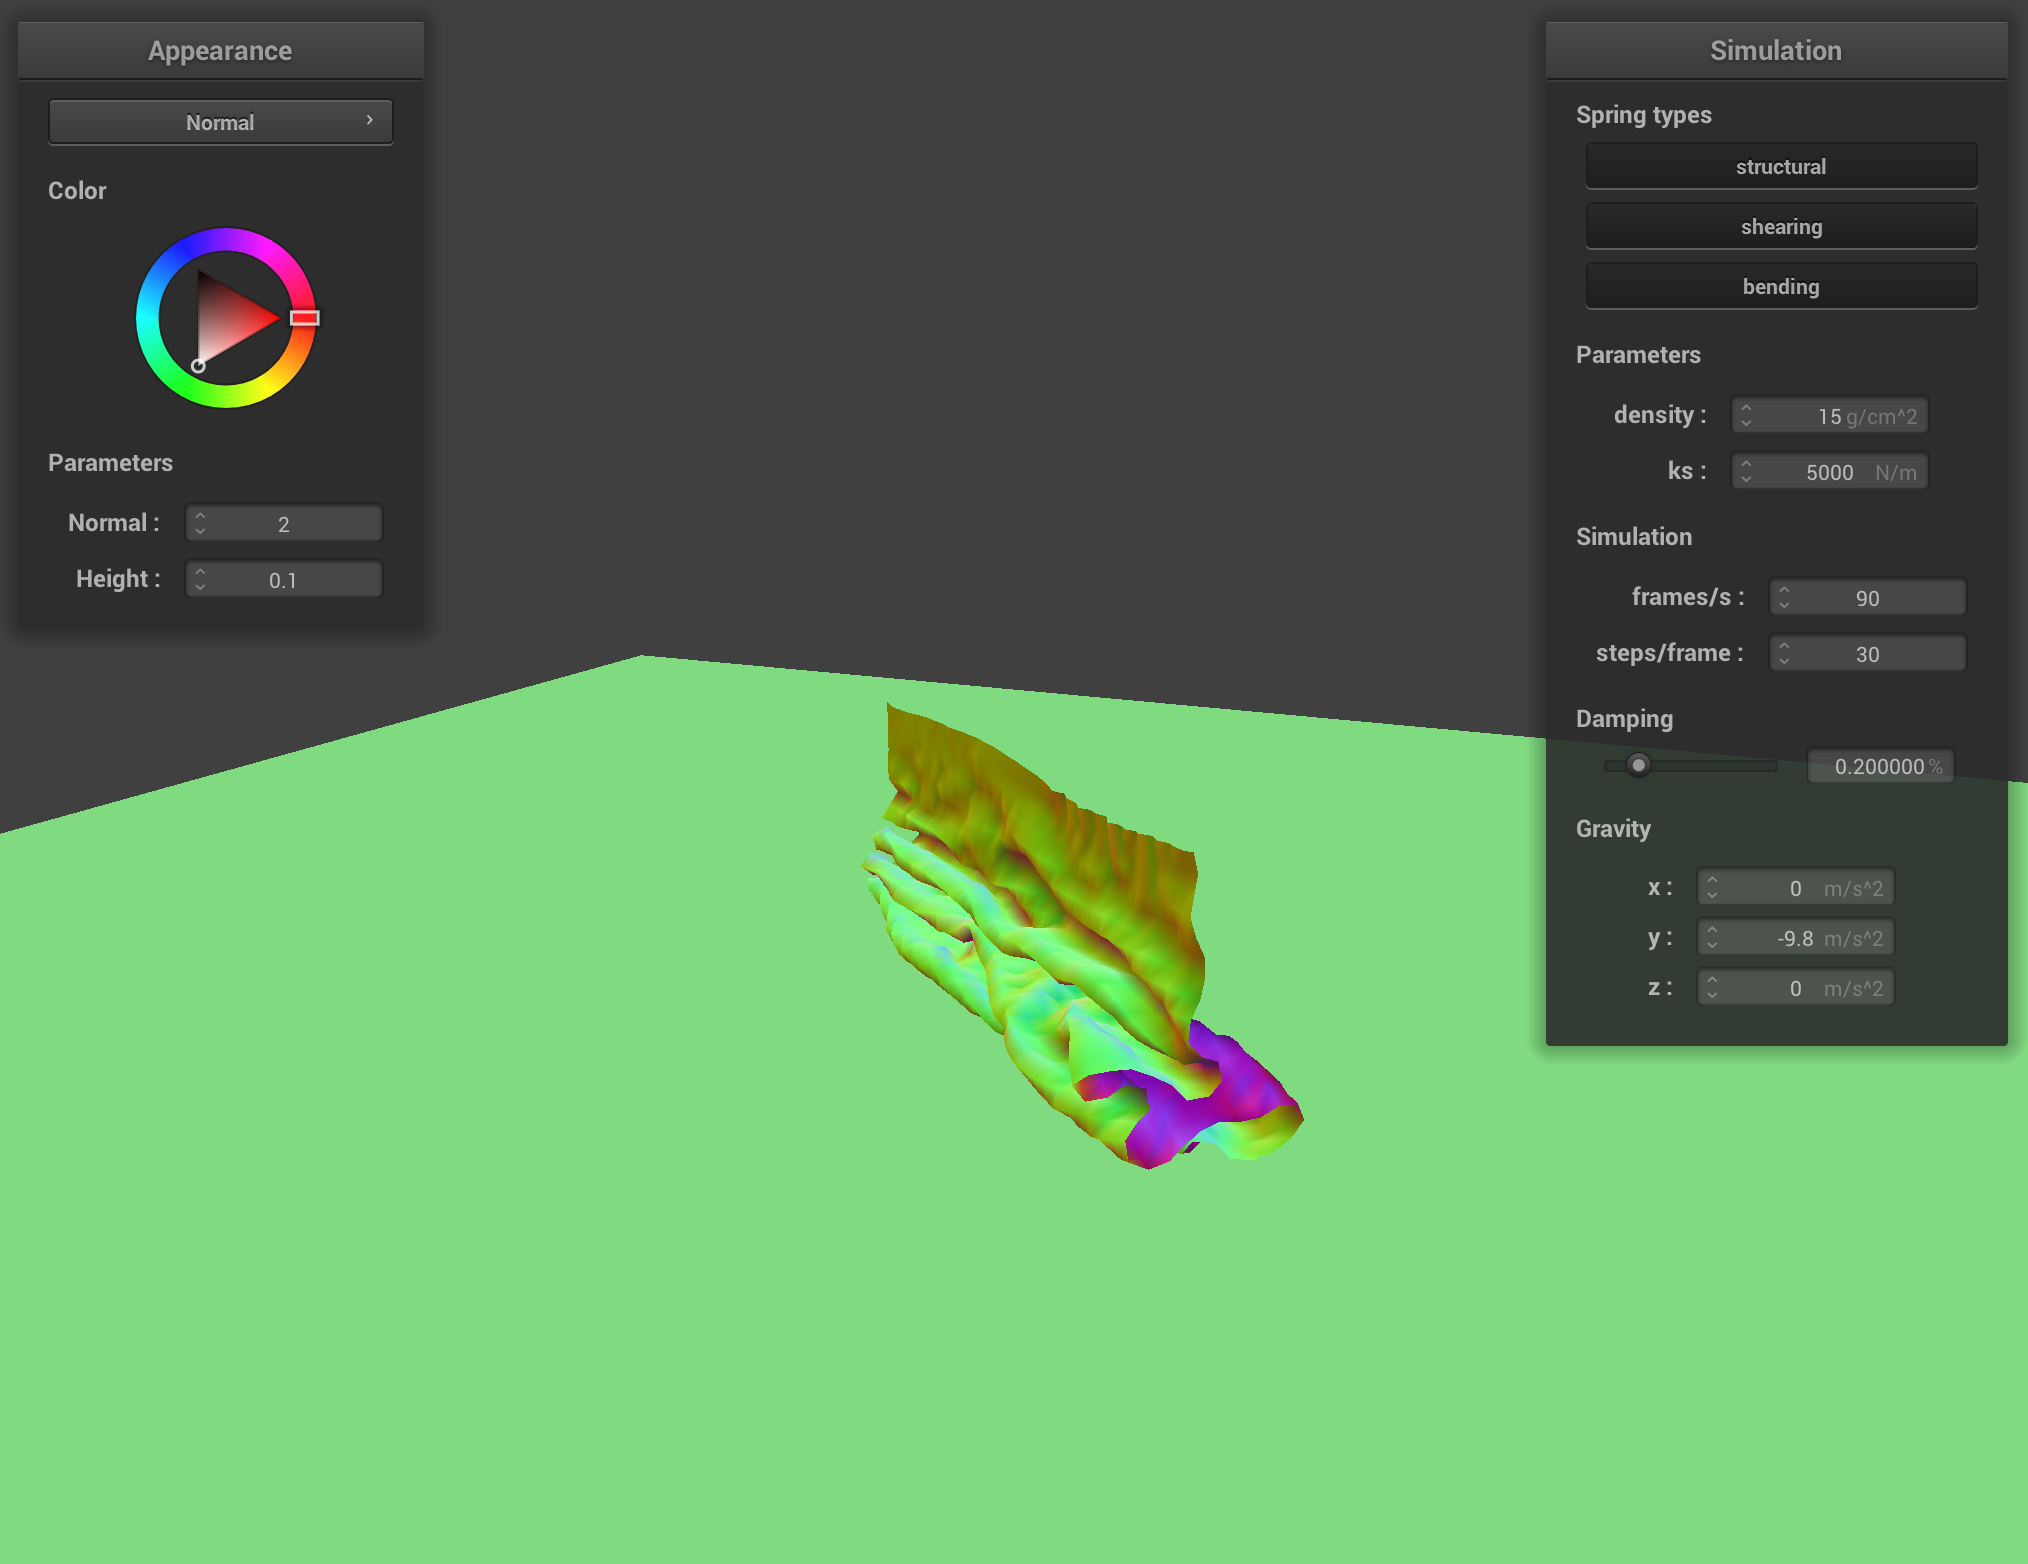 Appearance
Normal
Color
Parameters
Normal : 2
Height : 0.1
Simulation
Spring types
structural
shearing
bending
Parameters
density : 15 g/cm^2
ks : 5000 N/m
Simulation
frames/s : 90
steps/frame : 30
Damping
0.200000 %
Gravity
x : 0 m/s^2
y : -9.8 m/s^2
z : 0 m/s^2